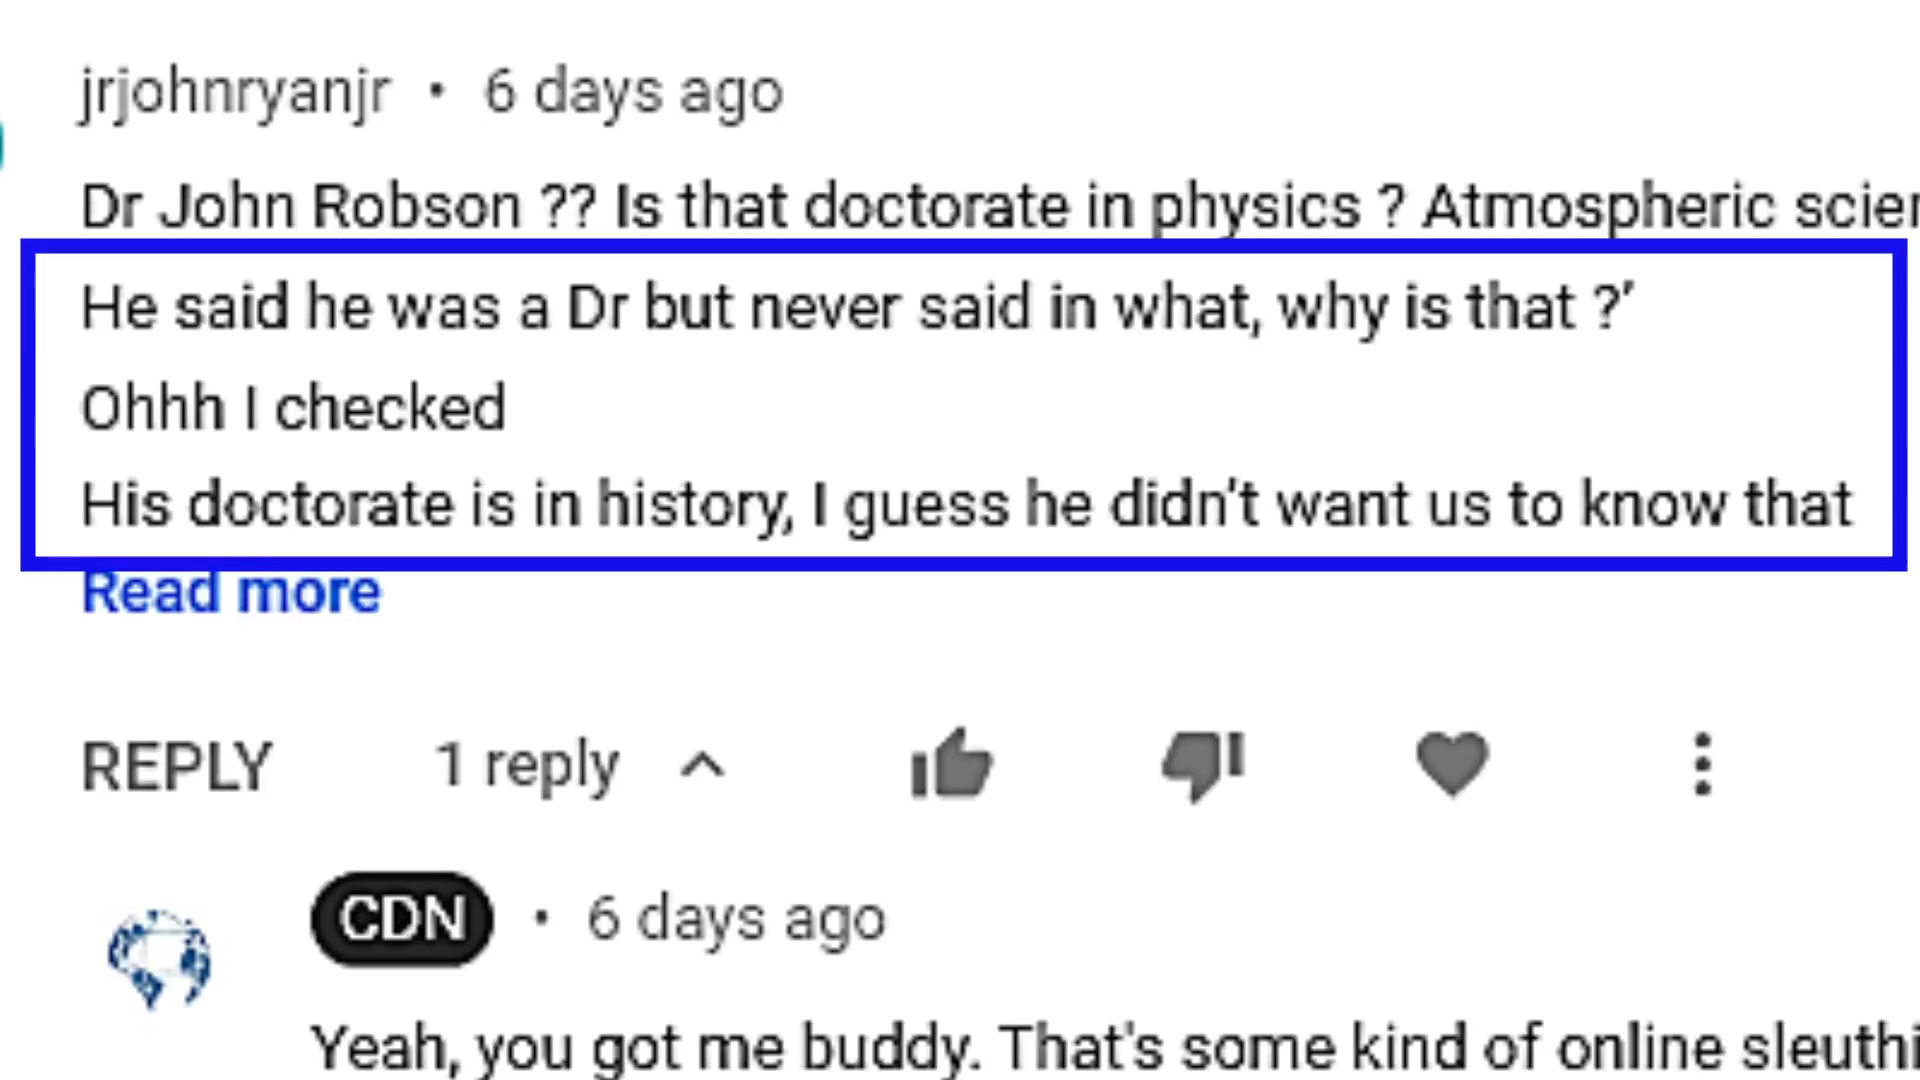 jrjohnryanjr • 6 days ago
Dr John Robson ?? Is that doctorate in physics ? Atmospheric
He said he was a Dr but never said in what, why is that ?'
Ohhh I checked
His doctorate is in history, I guess he didn't want us to know that
Read more
REPLY 1 reply
CDN • 6 days ago
Yeah, you got me buddy. That's some kind of online